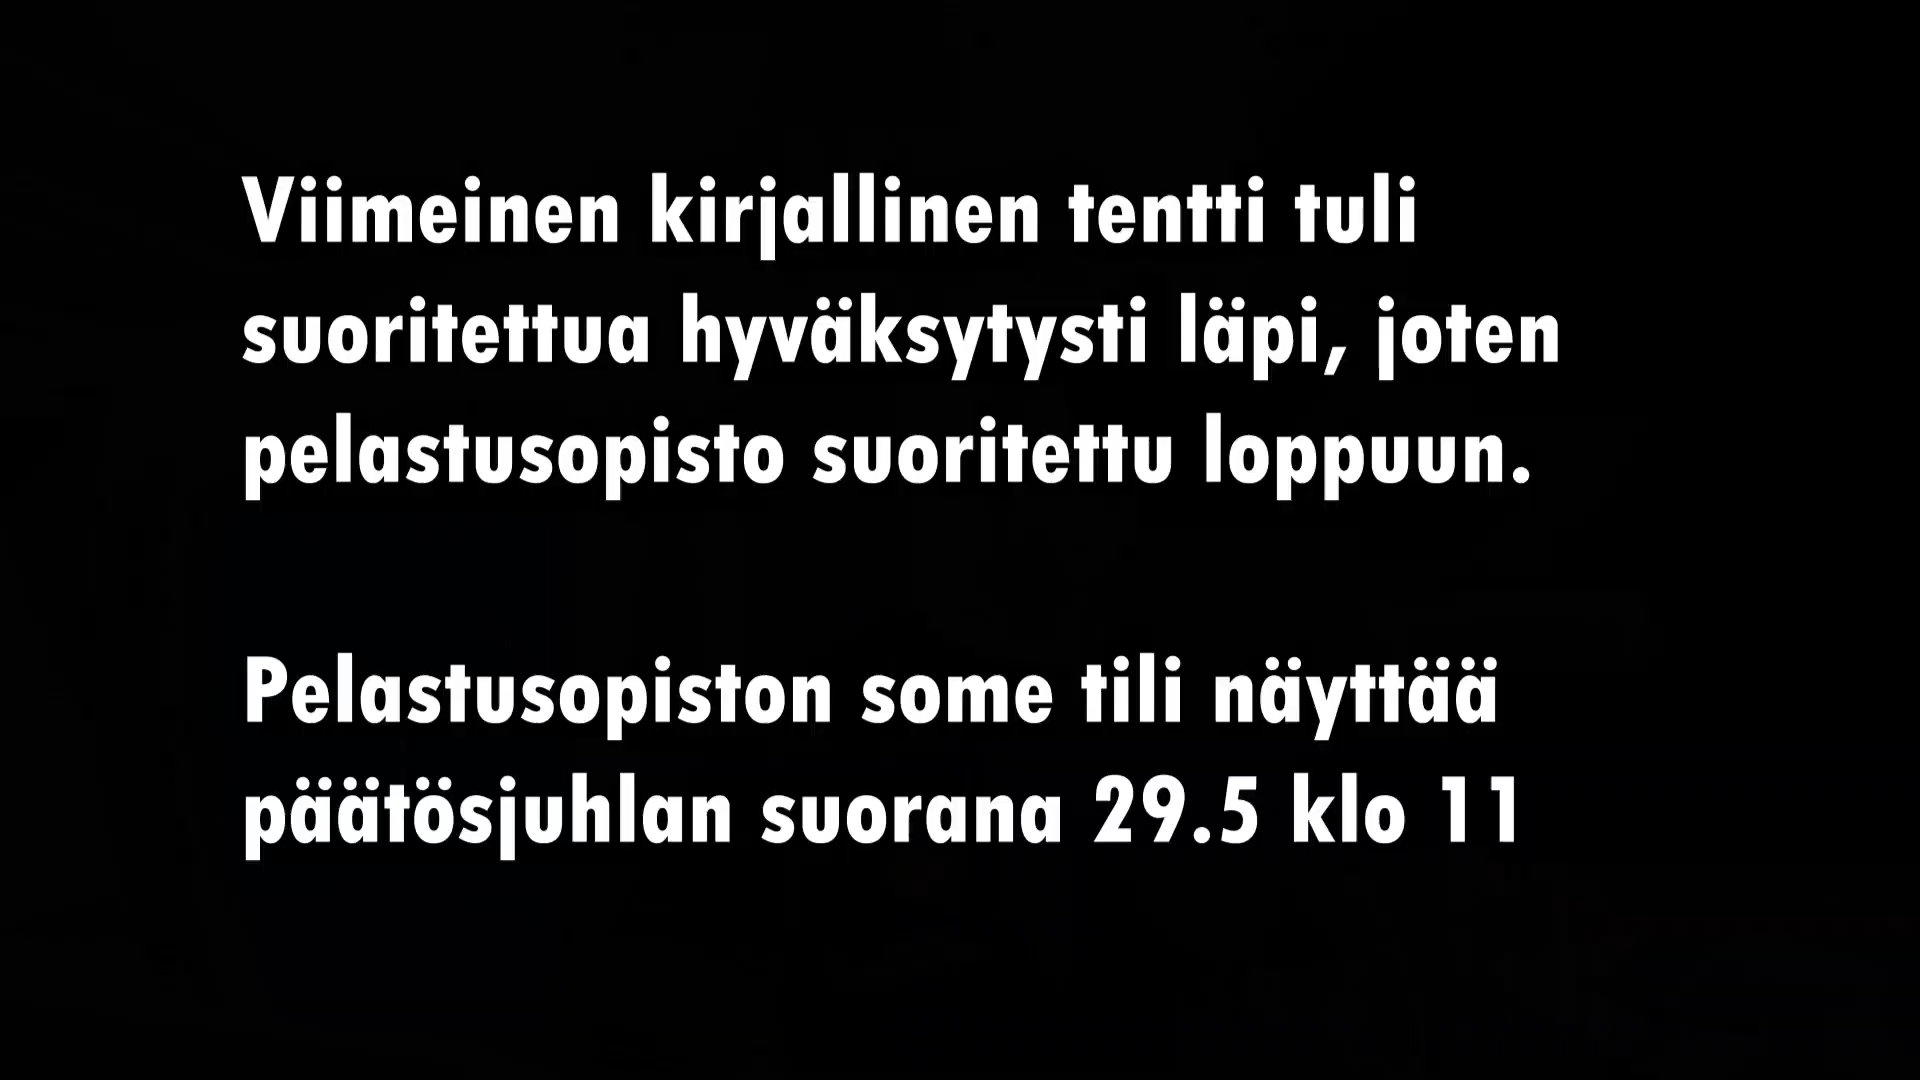 Viimeinen kirjallinen tentti tuli
suoritettua hyväksytysti läpi, joten
pelastusopisto suoritettu loppuun.
Pelastusopiston some tili näyttää
päätösjuhlan suorana 29.5 klo 11